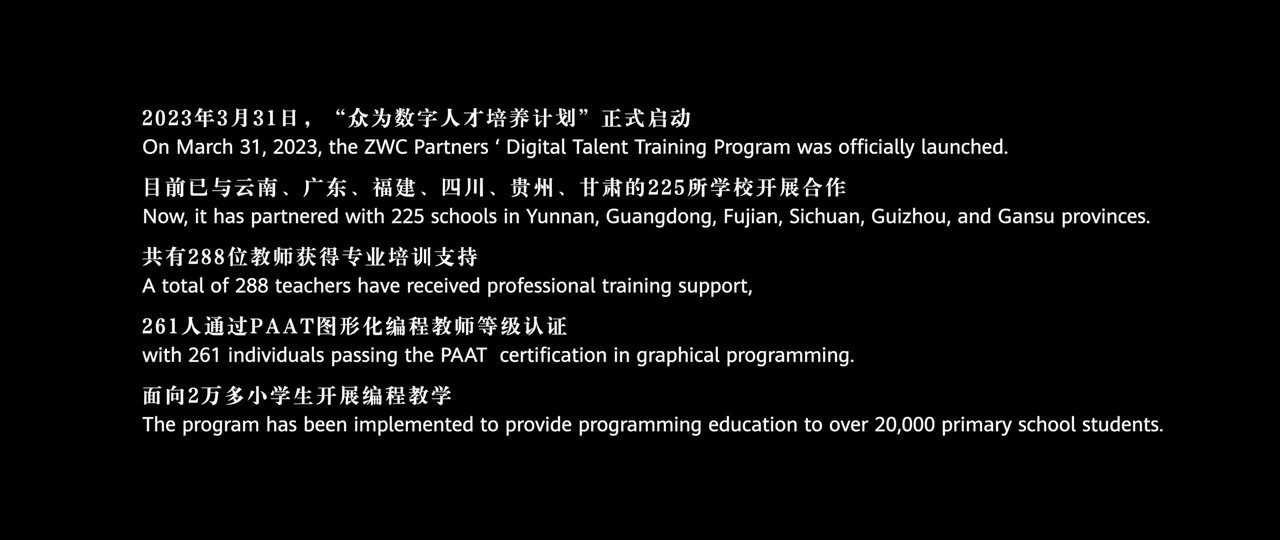 2023年3月31日，“众为数字人才培养计划”正式启动
On March 31, 2023, the ZWC Partners ‘ Digital Talent Training Program was officially launched.
目前已与云南、广东、福建、四川、贵州、甘肃的225所学校开展合作
Now, it has partnered with 225 schools in Yunnan, Guangdong, Fujian, Sichuan, Guizhou, and Gansu provinces.
共有288位教师获得专业培训支持
A total of 288 teachers have received professional training support,
261人通过PAAT图形化编程教师等级认证
with 261 individuals passing the PAAT  certification in graphical programming.
面向2万多小学生开展编程教学
The program has been implemented to provide programming education to over 20,000 primary school students.